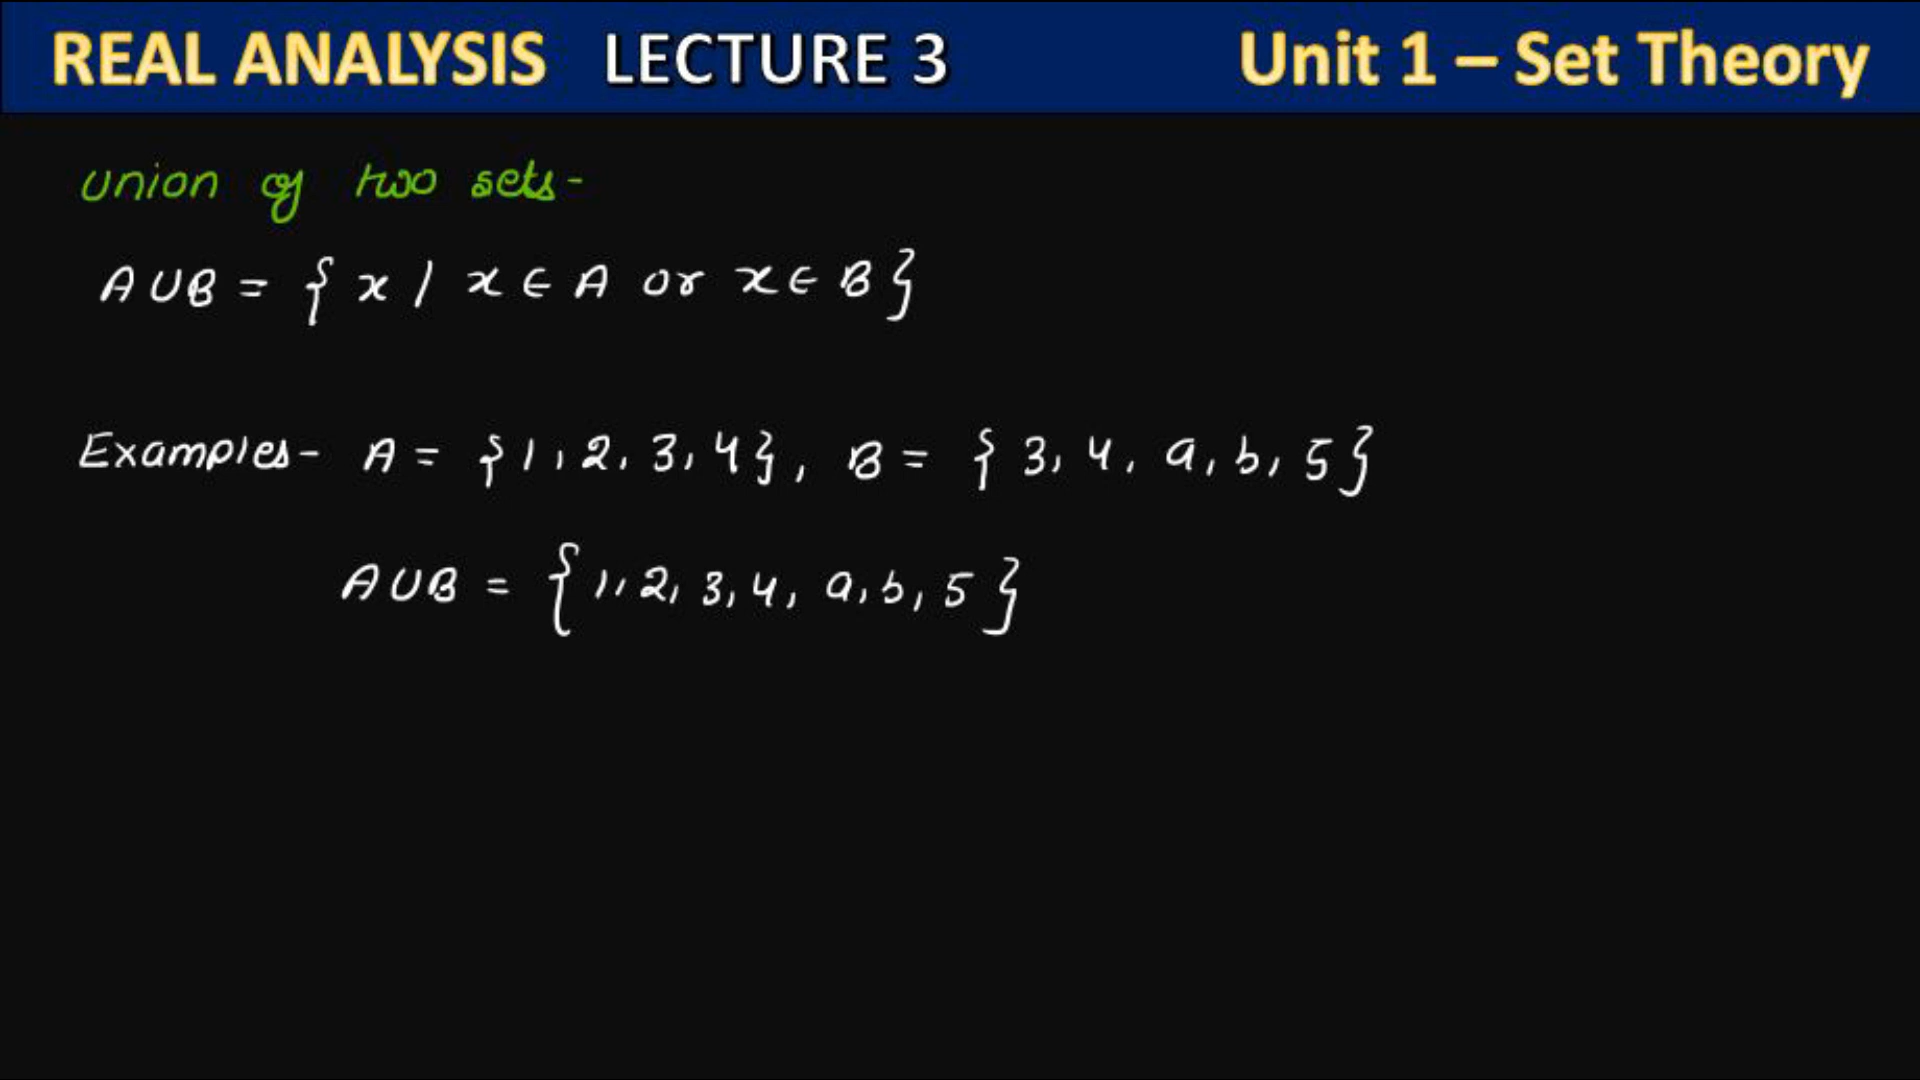 REAL ANALYSIS LECTURE 3 Unit 1 – Set Theory
union of two sets-
A∪B = { x / x ∈ A or x ∈ B }
Examples- A = {1, 2, 3, 4}, B = { 3, 4, a, b, 5 }
A∪B = { 1, 2, 3, 4, a, b, 5 }